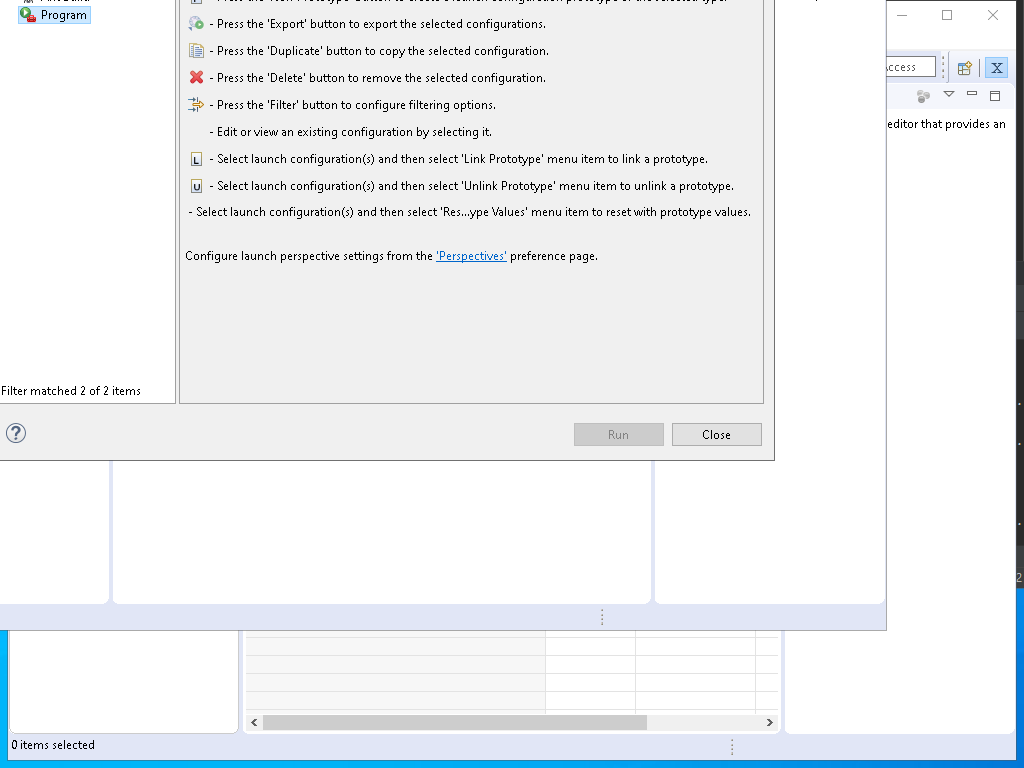 Program
- Press the 'Export' button to export the selected configurations.
- Press the 'Duplicate' button to copy the selected configuration.
- Press the 'Delete' button to remove the selected configuration.
- Press the 'Filter' button to configure filtering options.
- Edit or view an existing configuration by selecting it.
L - Select launch configuration(s) and then select 'Link Prototype' menu item to link a prototype.
U - Select launch configuration(s) and then select 'Unlink Prototype' menu item to unlink a prototype.
- Select launch configuration(s) and then select 'Res...ype Values' menu item to reset with prototype values.
Configure launch perspective settings from the 'Perspectives' preference page.
Filter matched 2 of 2 items
?
Run
Close
X
editor that provides an
2
0 items selected